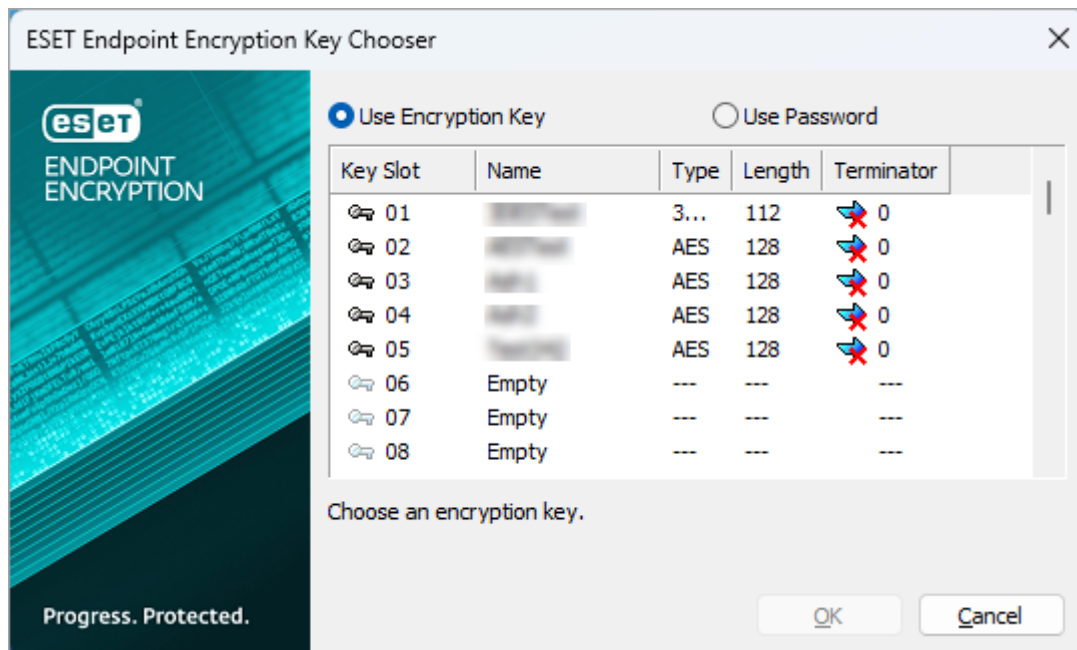 ESET Endpoint Encryption Key Chooser
eset®
ENDPOINT
ENCRYPTION
Use Encryption Key Use Password
Key Slot Name Type Length Terminator
01 3... 112 0
02 AES 128 0
03 AES 128 0
04 AES 128 0
05 AES 128 0
06 Empty --- --- ---
07 Empty --- --- ---
08 Empty --- --- ---
Choose an encryption key.
Progress. Protected.
OK Cancel